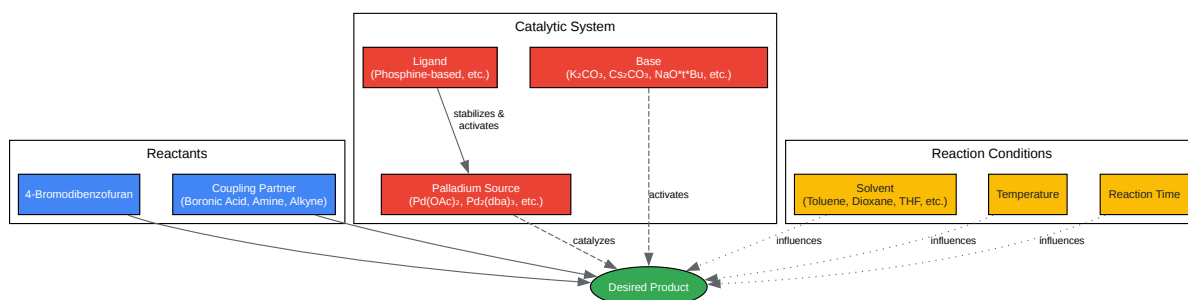 Catalytic System
Ligand
(Phosphine-based, etc.)
Base
(K₂CO₃, Cs₂CO₃, NaO*t*Bu, etc.)
stabilizes &
activates
Reactants
4-Bromodibenzofuran
Coupling Partner
(Boronic Acid, Amine, Alkyne)
Palladium Source
(Pd(OAc)₂, Pd₂(dba)₃, etc.)
activates
Reaction Conditions
Solvent
(Toluene, Dioxane, THF, etc.)
Temperature
Reaction Time
catalyzes
influences
influences
influences
Desired Product